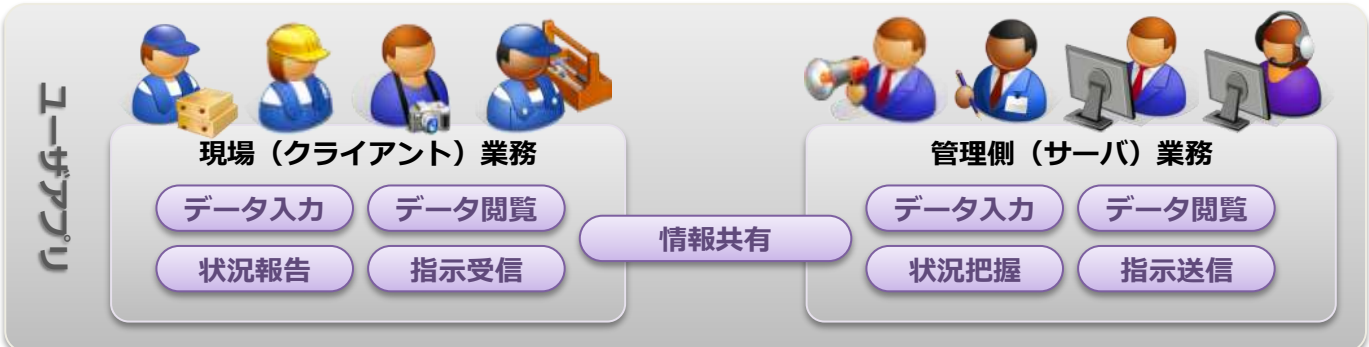 ユーザアプリ
現場（クライアント）業務
データ入力
データ閲覧
状況報告
指示受信
情報共有
管理側（サーバ）業務
データ入力
データ閲覧
状況把握
指示送信